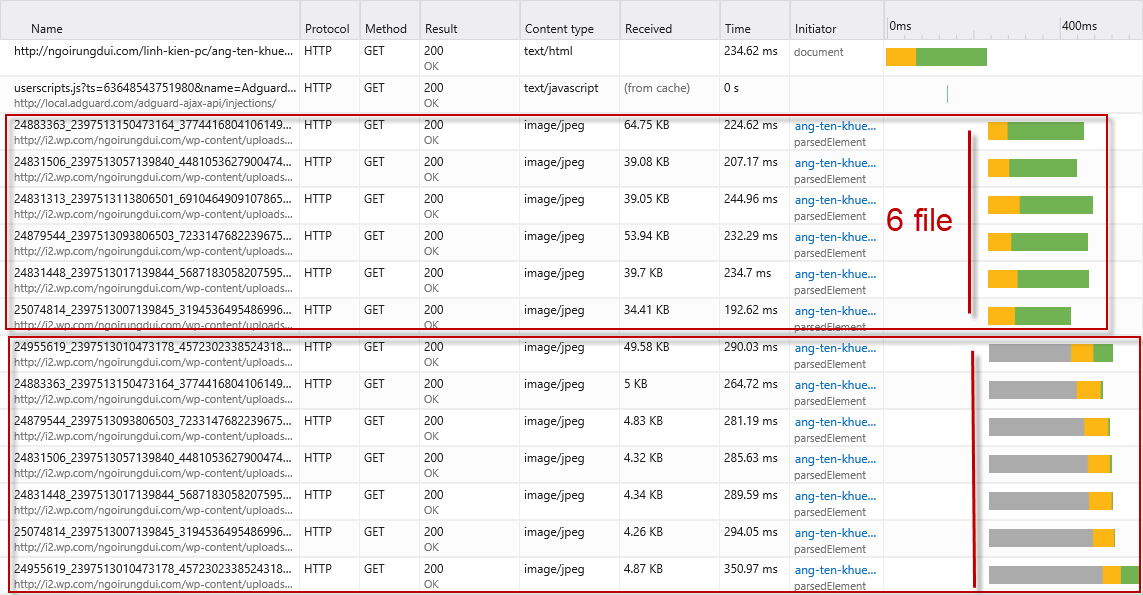 Name Protocol Method Result Content type Received Time Initiator 0ms 400ms
http://ngoirungdui.com/linh-kien-pc/ang-ten-khue... HTTP GET 200 text/html 234.62 ms document
OK
userscripts.js?ts=63648543751980&name=Adguard... HTTP GET 200 text/javascript (from cache) 0 s
http://local.adguard.com/adguard-ajax-api/injections/ OK
24883363_2397513150473164_3774416804106149... HTTP GET 200 image/jpeg 64.75 KB 224.62 ms ang-ten-khue...
http://i2.wp.com/ngoirungdui.com/wp-content/uploads... OK parsedElement
24831506_2397513057139840_4481053627900474... HTTP GET 200 image/jpeg 39.08 KB 207.17 ms ang-ten-khue...
http://i2.wp.com/ngoirungdui.com/wp-content/uploads... OK parsedElement
24831313_2397513113806501_6910464909107865... HTTP GET 200 image/jpeg 39.05 KB 244.96 ms ang-ten-khue...
http://i2.wp.com/ngoirungdui.com/wp-content/uploads... OK parsedElement
6 file
24879544_2397513093806503_7233147682239675... HTTP GET 200 image/jpeg 53.94 KB 232.29 ms ang-ten-khue...
http://i2.wp.com/ngoirungdui.com/wp-content/uploads... OK parsedElement
24831448_2397513017139844_5687183058207595... HTTP GET 200 image/jpeg 39.7 KB 234.7 ms ang-ten-khue...
http://i2.wp.com/ngoirungdui.com/wp-content/uploads... OK parsedElement
25074814_2397513007139845_3194536495486996... HTTP GET 200 image/jpeg 34.41 KB 192.62 ms ang-ten-khue...
http://i2.wp.com/ngoirungdui.com/wp-content/uploads... OK parsedElement
24955619_2397513010473178_4572302338524318... HTTP GET 200 image/jpeg 49.58 KB 290.03 ms ang-ten-khue...
http://i2.wp.com/ngoirungdui.com/wp-content/uploads... OK parsedElement
24883363_2397513150473164_3774416804106149... HTTP GET 200 image/jpeg 5 KB 264.72 ms ang-ten-khue...
http://i2.wp.com/ngoirungdui.com/wp-content/uploads... OK parsedElement
24879544_2397513093806503_7233147682239675... HTTP GET 200 image/jpeg 4.83 KB 281.19 ms ang-ten-khue...
http://i2.wp.com/ngoirungdui.com/wp-content/uploads... OK parsedElement
24831506_2397513057139840_4481053627900474... HTTP GET 200 image/jpeg 4.32 KB 285.63 ms ang-ten-khue...
http://i2.wp.com/ngoirungdui.com/wp-content/uploads... OK parsedElement
24831448_2397513017139844_5687183058207595... HTTP GET 200 image/jpeg 4.34 KB 289.59 ms ang-ten-khue...
http://i2.wp.com/ngoirungdui.com/wp-content/uploads... OK parsedElement
25074814_2397513007139845_3194536495486996... HTTP GET 200 image/jpeg 4.26 KB 294.05 ms ang-ten-khue...
http://i2.wp.com/ngoirungdui.com/wp-content/uploads... OK parsedElement
24955619_2397513010473178_4572302338524318... HTTP GET 200 image/jpeg 4.87 KB 350.97 ms ang-ten-khue...
http://i2.wp.com/ngoirungdui.com/wp-content/uploads... OK parsedElement